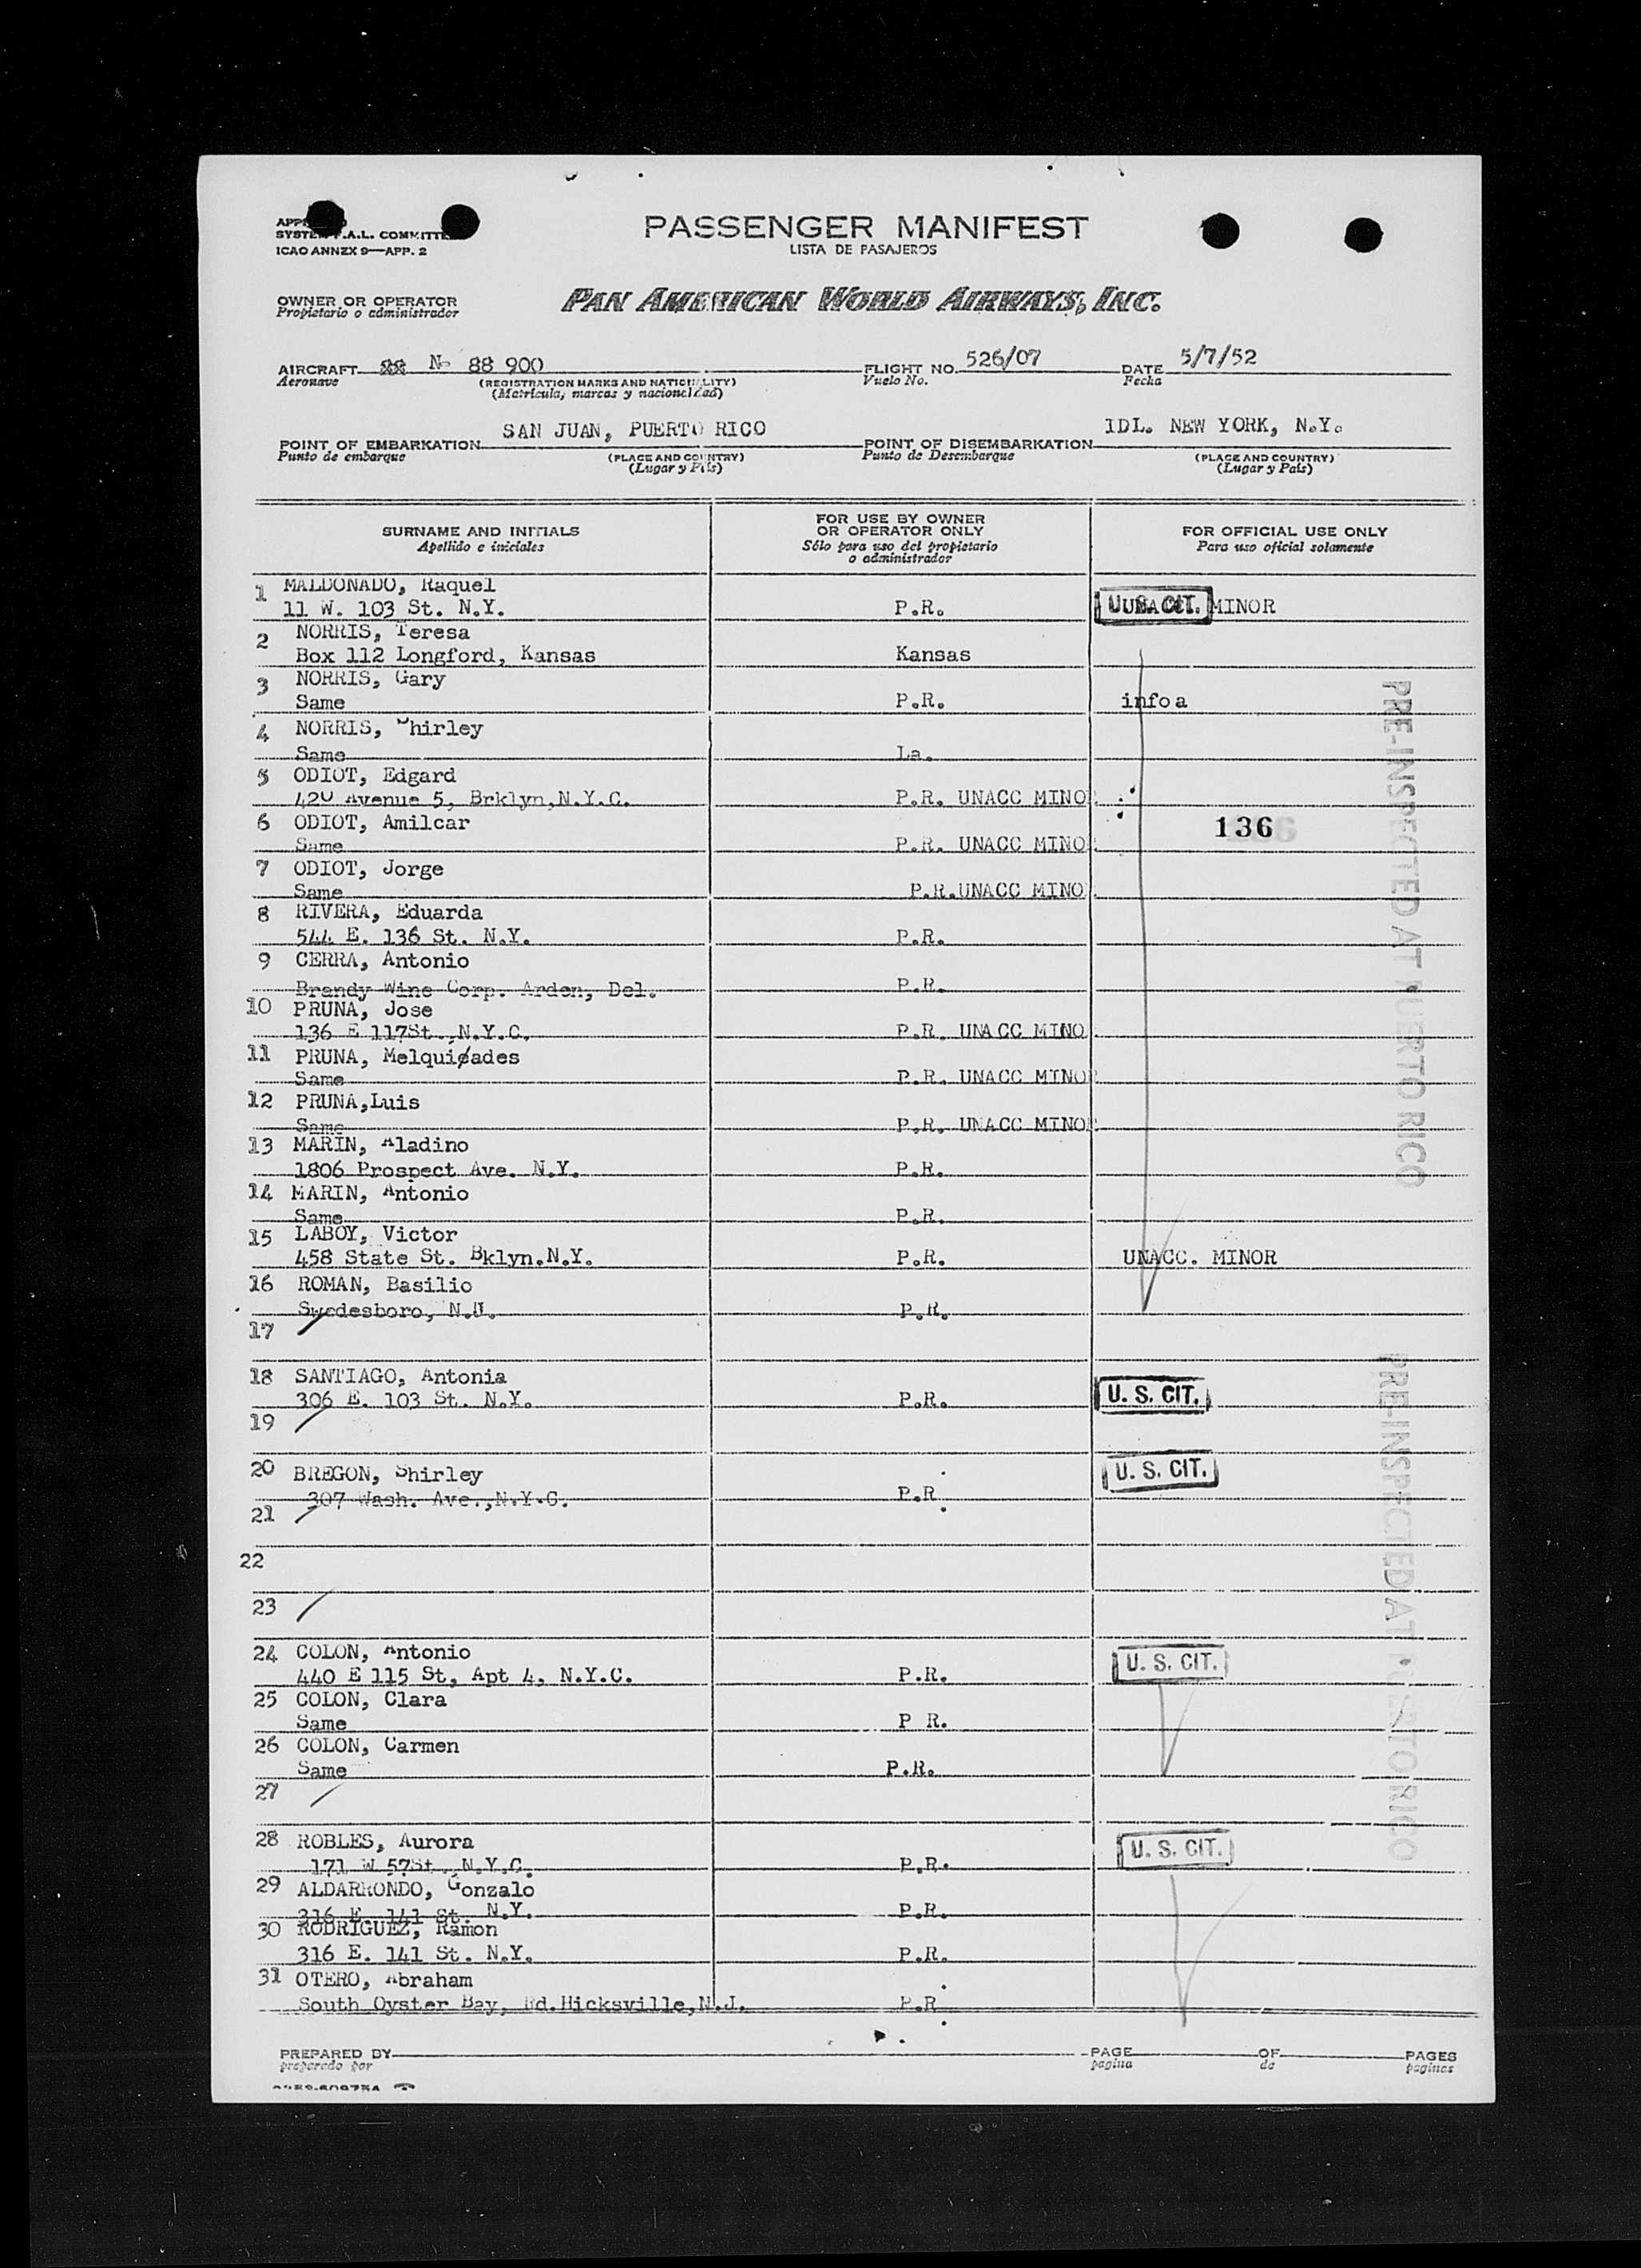 PASSENGER MANIFEST
LISTA DE PASAJEROS
SYSTEM F.A.L. COMMITTEE
ICAO ANNEX 9—APP. 2
OWNER OR OPERATOR
Propietario o administrador
PAN AMERICAN WORLD AIRWAYS, INC.
AIRCRAFT N- 88 900 FLIGHT NO. 526/07 DATE 5/7/52
Aeronave (REGISTRATION MARKS AND NATIONALITY) Vuelo No. Fecha
(Matrícula, marcas y nacionalidad)
POINT OF EMBARKATION SAN JUAN, PUERTO RICO POINT OF DISEMBARKATION IDL. NEW YORK, N.Y.
Punto de embarque (PLACE AND COUNTRY) Punto de Desembarque (PLACE AND COUNTRY)
(Lugar y País) (Lugar y País)
SURNAME AND INITIALS FOR USE BY OWNER OR OPERATOR ONLY FOR OFFICIAL USE ONLY
Apellido e iniciales Sólo para uso del propietario o administrador Para uso oficial solamente
1 MALDONADO, Raquel
11 W. 103 St. N.Y. P.R. U. S. CIT. MINOR
2 NORRIS, Teresa
Box 112 Longford, Kansas Kansas
3 NORRIS, Gary
Same P.R. infoa
4 NORRIS, Shirley
Same La.
5 ODIOT, Edgard
420 Avenue 5, Brklyn,N.Y.C. P.R. UNACC MINOR
6 ODIOT, Amilcar 136
Same P.R. UNACC MINOR
7 ODIOT, Jorge
Same P.R.UNACC MINOR
8 RIVERA, Eduarda
544 E. 136 St. N.Y. P.R.
9 CERRA, Antonio
Brandy Wine Corp. Arden, Del. P.R.
10 PRUNA, Jose
136 E 117St. N.Y.C. P.R. UNACC MINO
11 PRUNA, Melquiades
Same P.R. UNACC MINOR
12 PRUNA,Luis
Same P.R. UNACC MINOR
13 MARIN, Aladino
1806 Prospect Ave. N.Y. P.R.
14 MARIN, Antonio
Same P.R.
15 LABOY, Victor
458 State St. Bklyn.N.Y. P.R. UNACC. MINOR
16 ROMAN, Basilio
Swedesboro, N.J. P.R.
17
18 SANTIAGO, Antonia
306 E. 103 St. N.Y. P.R. U. S. CIT.
19
20 BREGON, Shirley U. S. CIT.
307 Wash. Ave.,N.Y.C. P.R.
21
22
23
24 COLON, Antonio
440 E 115 St, Apt 4, N.Y.C. P.R. U. S. CIT.
25 COLON, Clara
Same P R.
26 COLON, Carmen
Same P.R.
27
28 ROBLES, Aurora
171 W 57St. N.Y.C. P.R. U. S. CIT.
29 ALDARRONDO, Gonzalo
316 E. 141 St. N.Y. P.R.
30 RODRIGUEZ, Ramon
316 E. 141 St. N.Y. P.R.
31 OTERO, Abraham
South Oyster Bay, Rd.Hicksville,N.J. P.R.
PRE-INSPECTED AT PUERTO RICO
PRE-INSPECTED AT PUERTO RICO
PREPARED BY PAGE OF PAGES
preparado por página de páginas